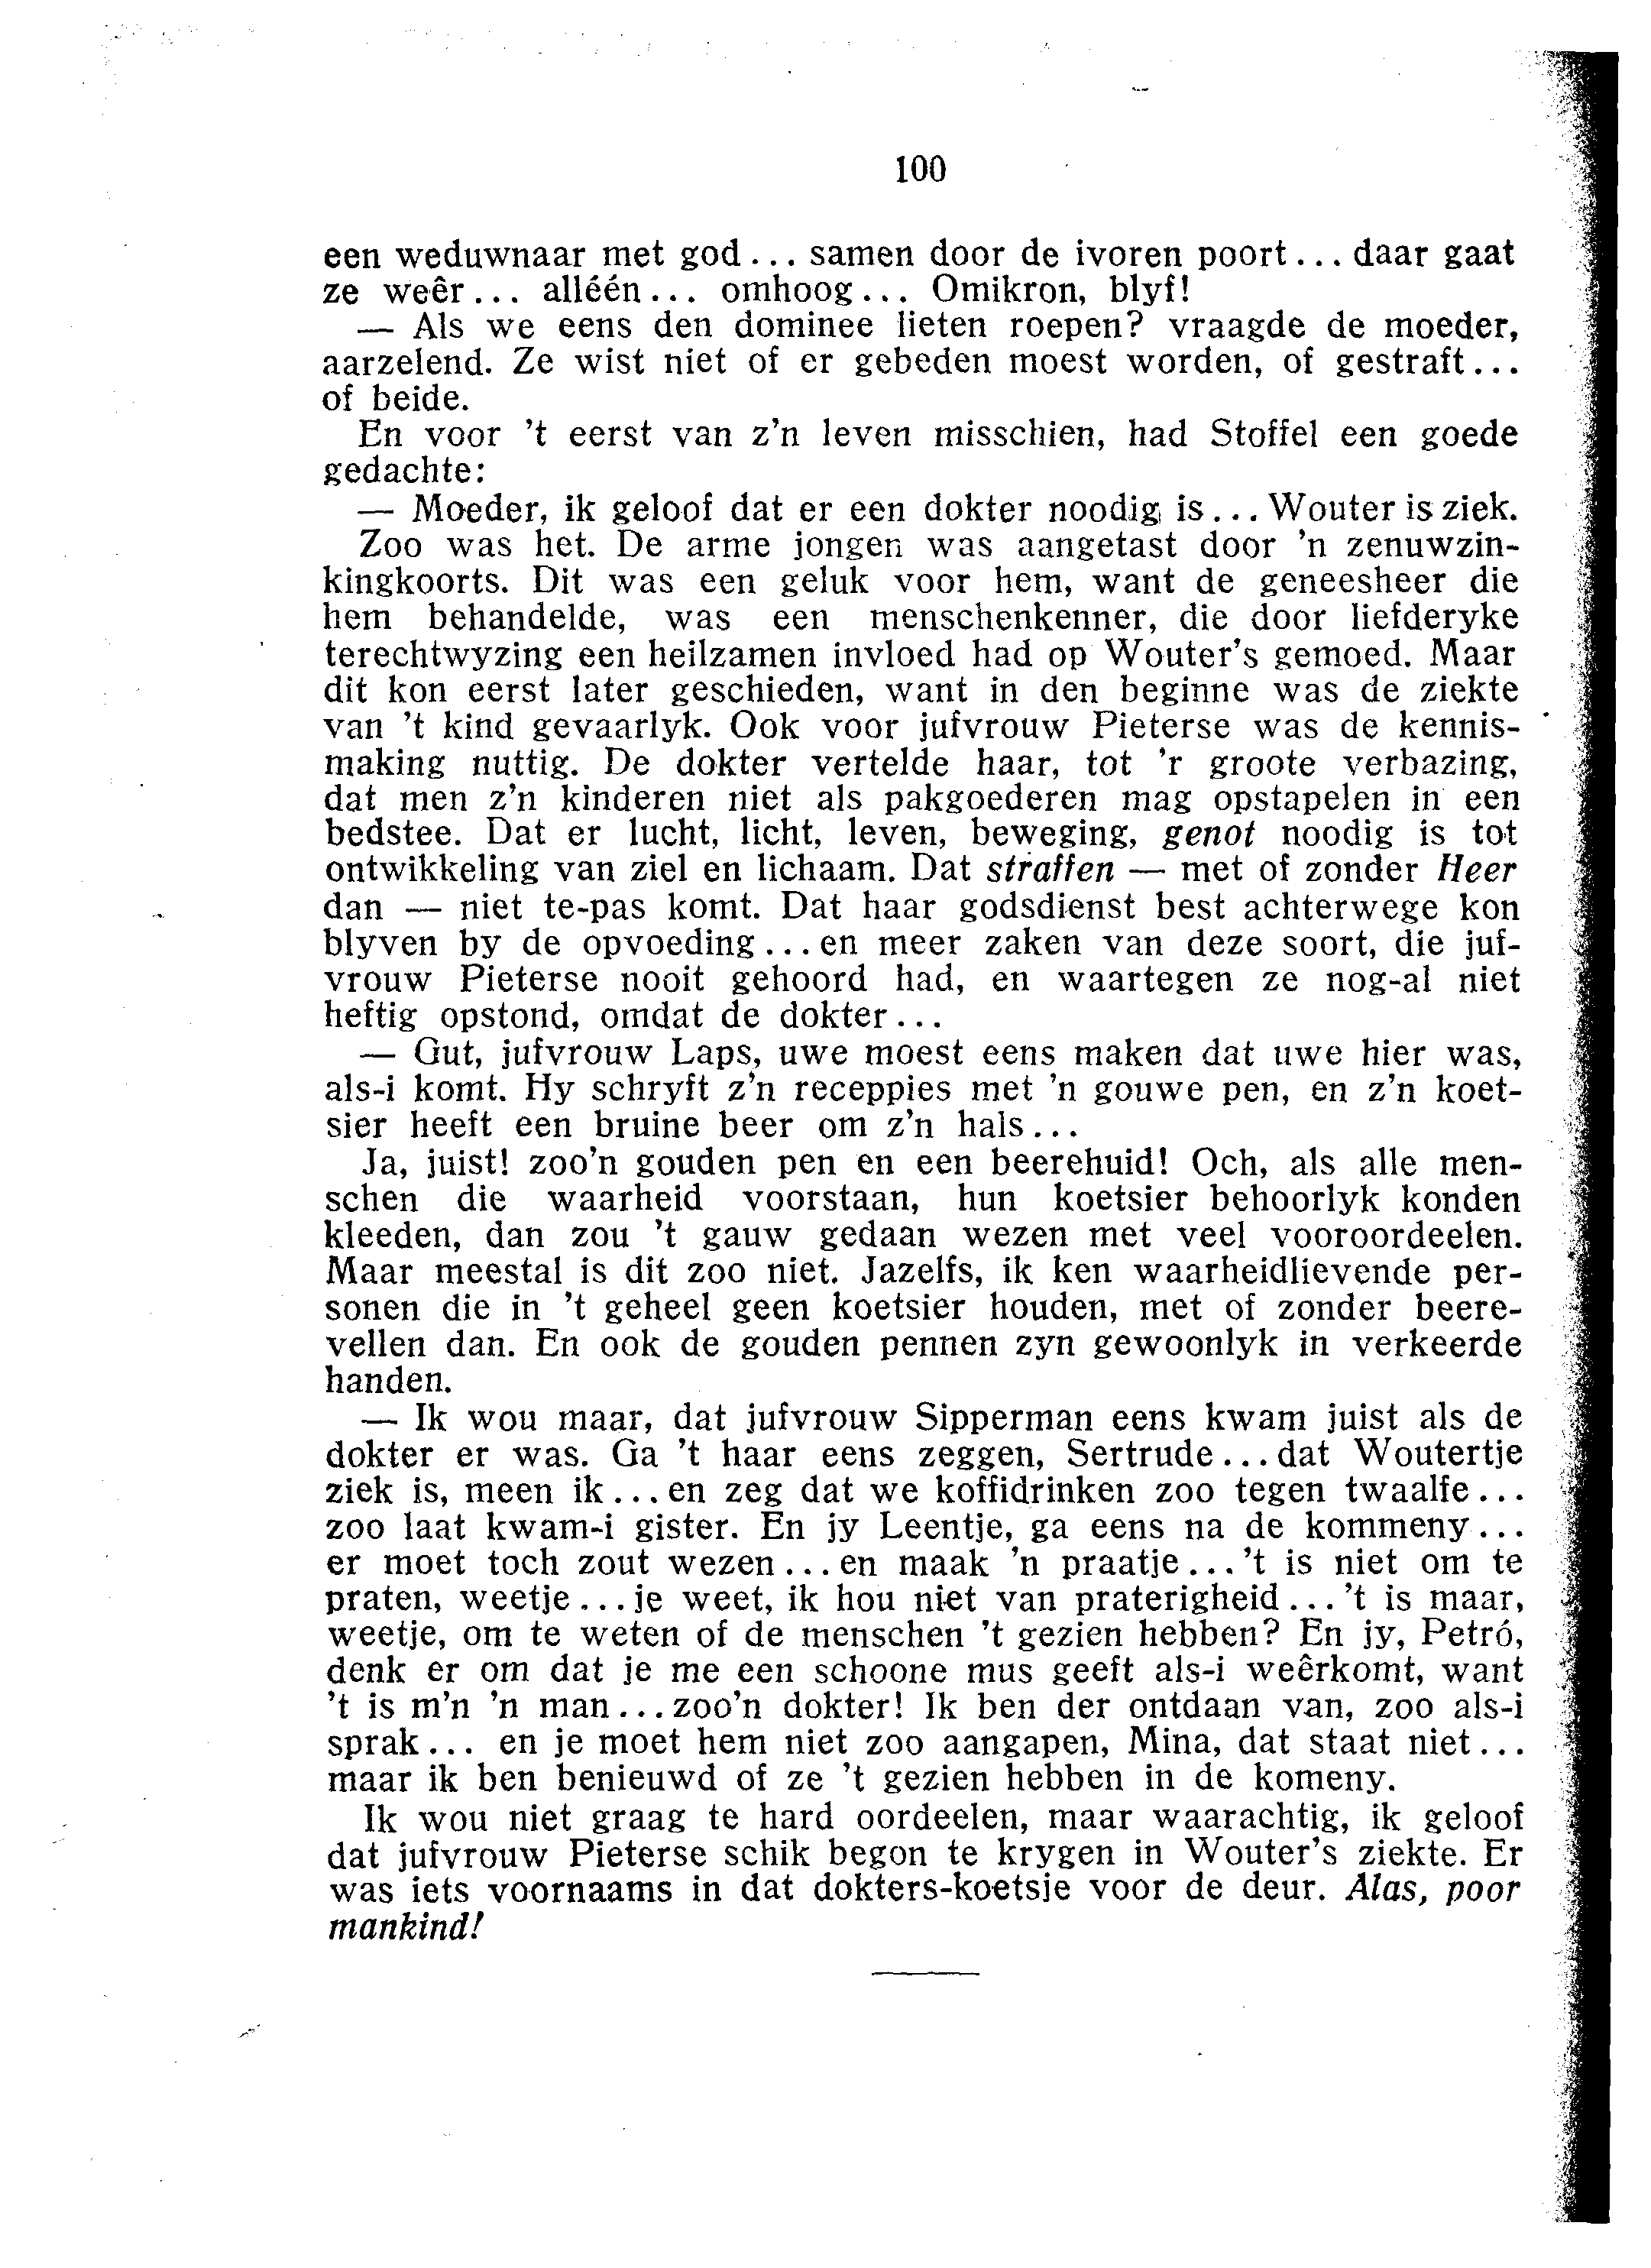 100
een weduwnaar met god... samen door de ivoren poort... daar gaat
ze weêr... alléén... omhoog... Omikron, blyf!
— Als we eens den dominee lieten roepen? vraagde de moeder,
aarzelend. Ze wist niet of er gebeden moest worden, of gestraft...
of beide.
En voor 't eerst van z'n leven misschien, had Stoffel een goede
gedachte:
— Moeder, ik geloof dat er een dokter noodig is... Wouter is ziek.
Zoo was het. De arme jongen was aangetast door 'n zenuwzin-
kingkoorts. Dit was een geluk voor hem, want de geneesheer die
hem behandelde, was een menschenkenner, die door liefderyke
terechtwyzing een heilzamen invloed had op Wouter's gemoed. Maar
dit kon eerst later geschieden, want in den beginne was de ziekte
van 't kind gevaarlyk. Ook voor jufvrouw Pieterse was de kennis-
making nuttig. De dokter vertelde haar, tot 'r groote verbazing,
dat men z'n kinderen niet als pakgoederen mag opstapelen in een
bedstee. Dat er lucht, licht, leven, beweging, genot noodig is tot
ontwikkeling van ziel en lichaam. Dat straffen — met of zonder Heer
dan — niet te-pas komt. Dat haar godsdienst best achterwege kon
blyven by de opvoeding... en meer zaken van deze soort, die juf-
vrouw Pieterse nooit gehoord had, en waartegen ze nog-al niet
heftig opstond, omdat de dokter...
— Gut, jufvrouw Laps, uwe moest eens maken dat uwe hier was,
als-i komt. Hy schryft z'n receppies met 'n gouwe pen, en z'n koet-
sier heeft een bruine beer om z'n hals...
Ja, juist! zoo'n gouden pen en een beerehuid! Och, als alle men-
schen die waarheid voorstaan, hun koetsier behoorlyk konden
kleeden, dan zou 't gauw gedaan wezen met veel vooroordeelen.
Maar meestal is dit zoo niet. Jazelfs, ik ken waarheidlievende per-
sonen die in 't geheel geen koetsier houden, met of zonder beere-
vellen dan. En ook de gouden pennen zyn gewoonlyk in verkeerde
handen.
— Ik wou maar, dat jufvrouw Sipperman eens kwam juist als de
dokter er was. Ga 't haar eens zeggen, Sertrude... dat Woutertje
ziek is, meen ik... en zeg dat we koffidrinken zoo tegen twaalfe...
zoo laat kwam-i gister. En jy Leentje, ga eens na de kommeny...
er moet toch zout wezen... en maak 'n praatje... 't is niet om te
praten, weetje... je weet, ik hou niet van praterigheid... 't is maar,
weetje, om te weten of de menschen 't gezien hebben? En jy, Petró,
denk er om dat je me een schoone mus geeft als-i weêrkomt, want
't is m'n 'n man... zoo'n dokter! Ik ben der ontdaan van, zoo als-i
sprak... en je moet hem niet zoo aangapen, Mina, dat staat niet...
maar ik ben benieuwd of ze 't gezien hebben in de komeny.
Ik wou niet graag te hard oordeelen, maar waarachtig, ik geloof
dat jufvrouw Pieterse schik begon te krygen in Wouter's ziekte. Er
was iets voornaams in dat dokters-koetsje voor de deur. Alas, poor
mankind!